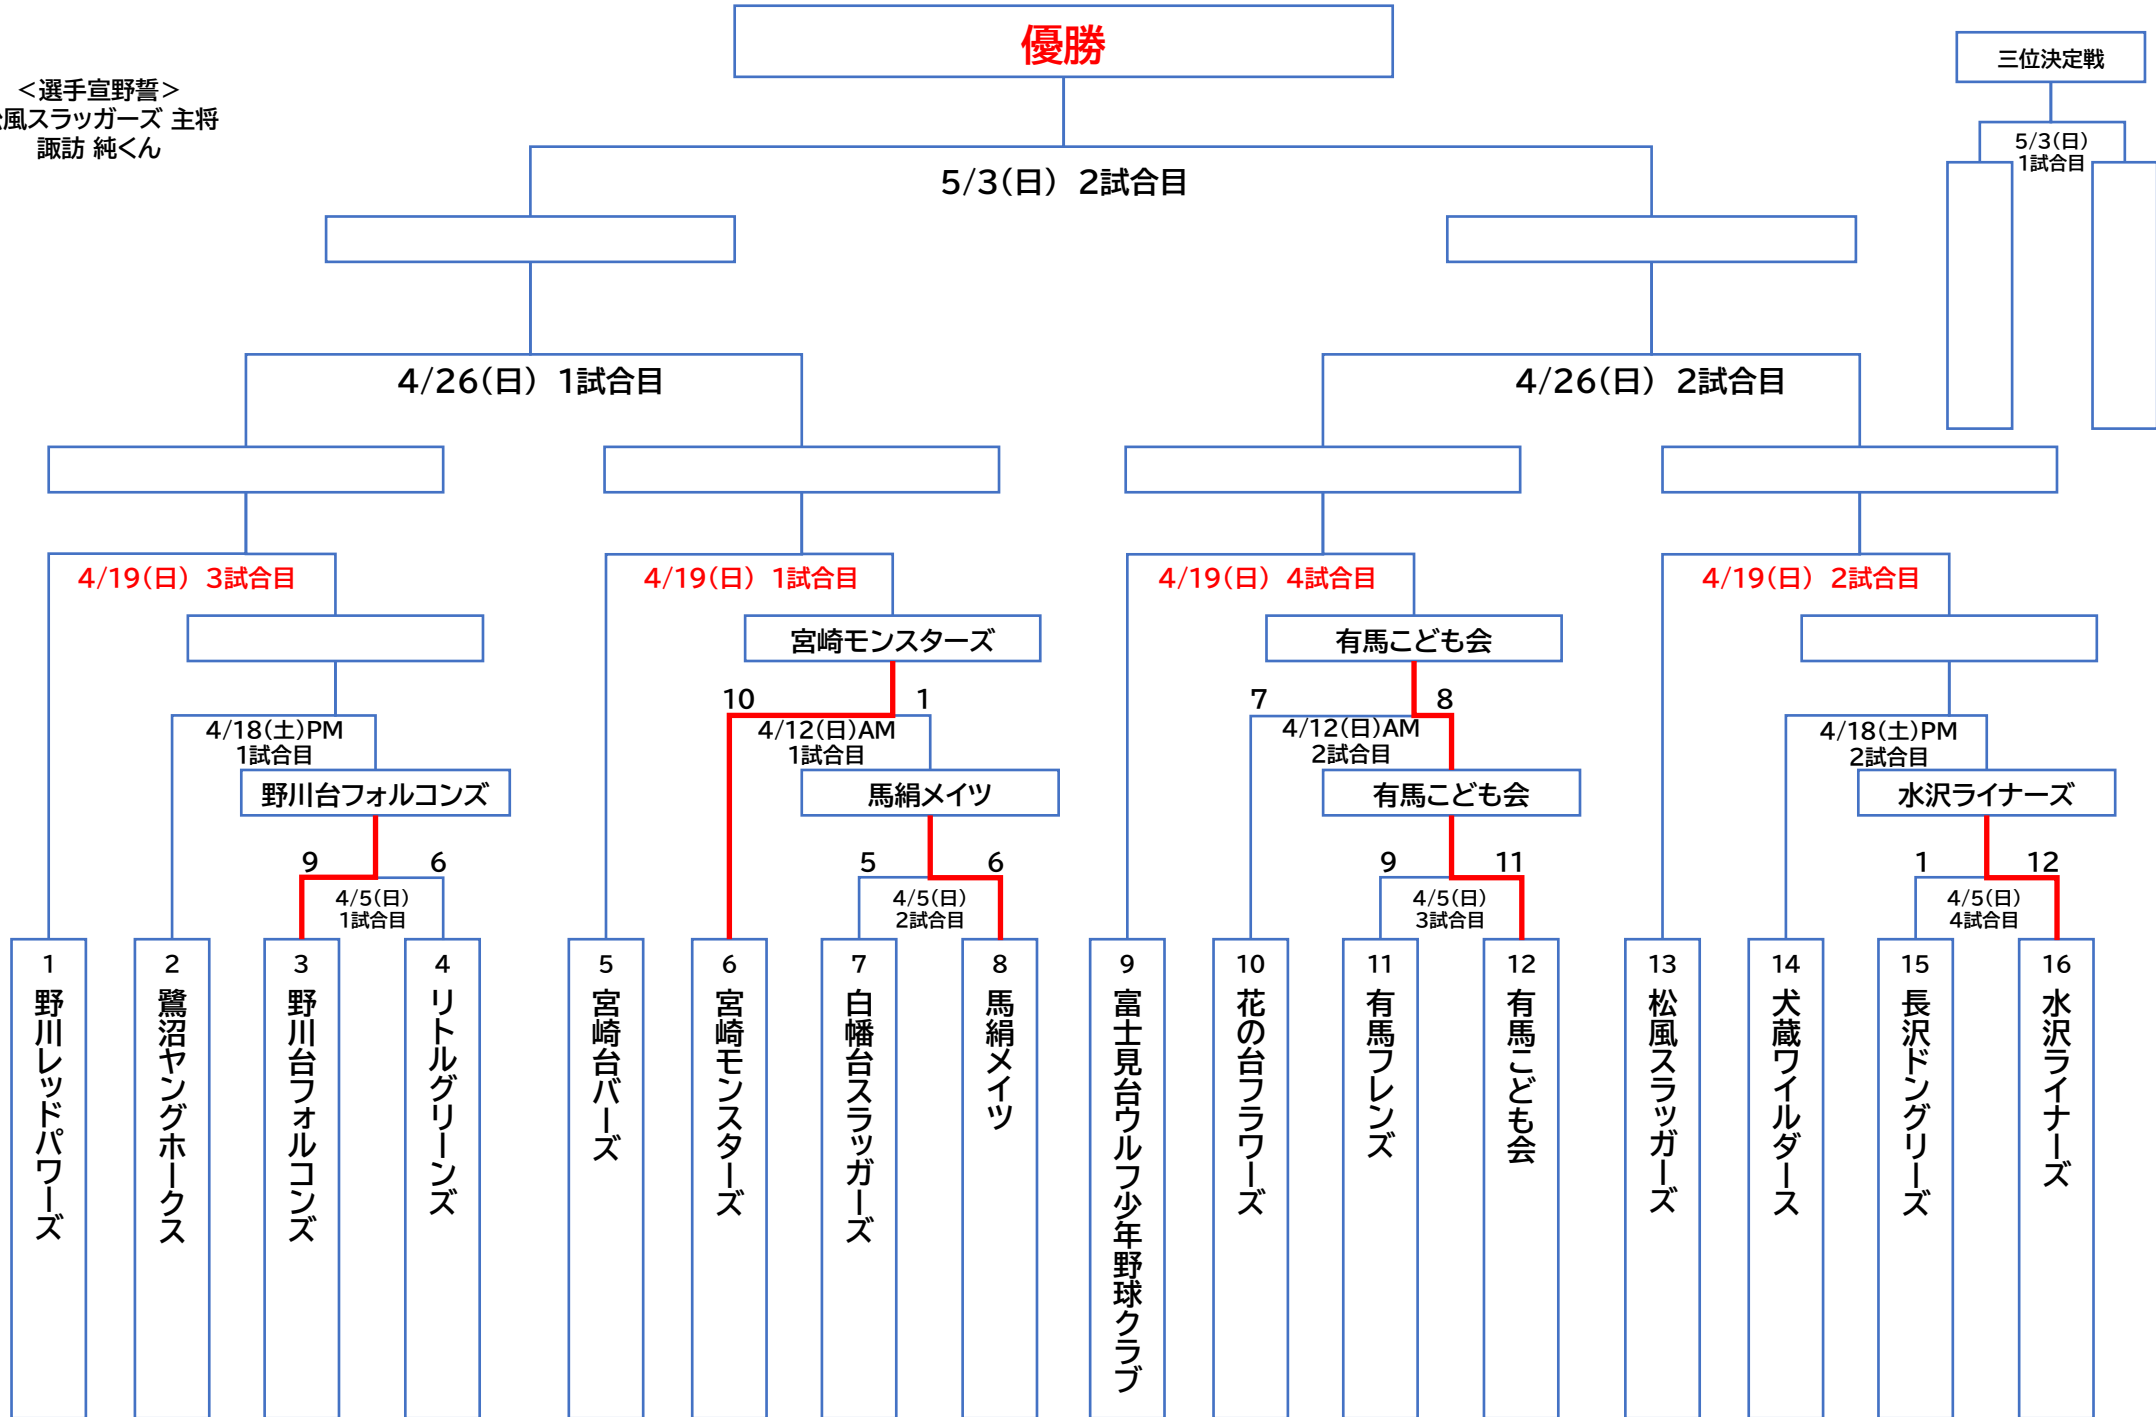 優勝
三位決定戦
＜選手宣野誓＞
風スラッガーズ 主将
諏訪 純くん
5/3(日)
1試合目
5/3(日) 2試合目
4/26(日) 1試合目
4/26(日) 2試合目
4/19(日) 3試合目
4/19(日) 1試合目
4/19(日) 4試合目
4/19(日) 2試合目
宮崎モンスターズ
有馬こども会
10 1
7 8
4/18(土)PM
1試合目
4/12(日)AM
1試合目
4/12(日)AM
2試合目
4/18(土)PM
2試合目
野川台フォルコンズ
馬絹メイツ
有馬こども会
水沢ライナーズ
9 6
5 6
9 11
1 12
4/5(日)
1試合目
4/5(日)
2試合目
4/5(日)
3試合目
4/5(日)
4試合目
1
野川レッドパワーズ
2
鷺沼ヤングホークス
3
野川台フォルコンズ
4
リトルグリーンズ
5
宮崎台バーズ
6
宮崎モンスターズ
7
白幡台スラッガーズ
8
馬絹メイツ
9
富士見台ウルフ少年野球クラブ
10
花の台フラワーズ
11
有馬フレンズ
12
有馬こども会
13
松風スラッガーズ
14
犬蔵ワイルダース
15
長沢ドングリーズ
16
水沢ライナーズ